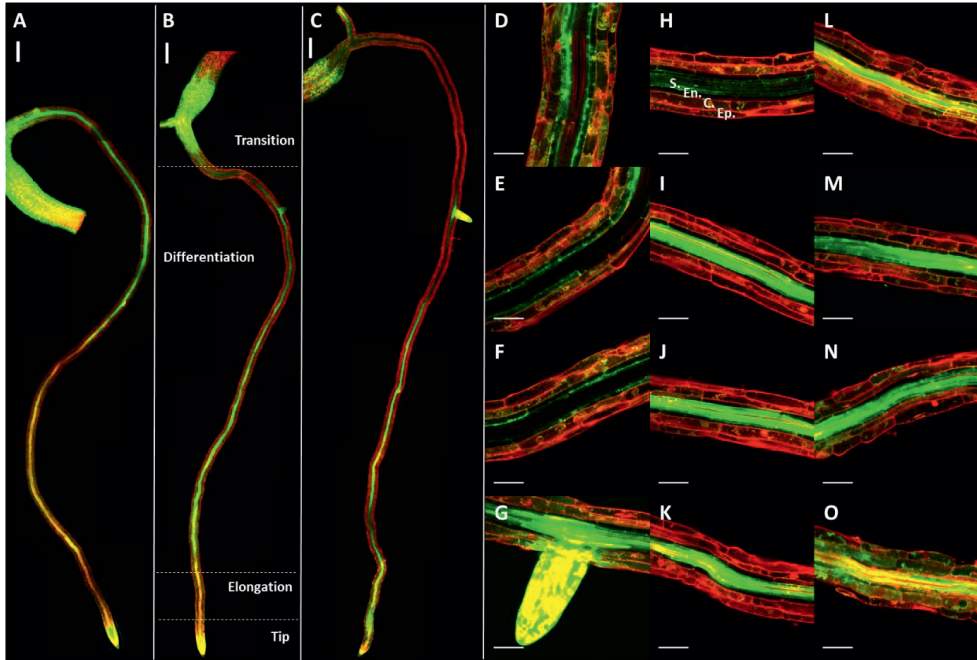 A
B
C
D
H
L
S.
En.
C.
Ep.
Transition
E
I
M
Differentiation
F
J
N
G
K
O
Elongation
Tip